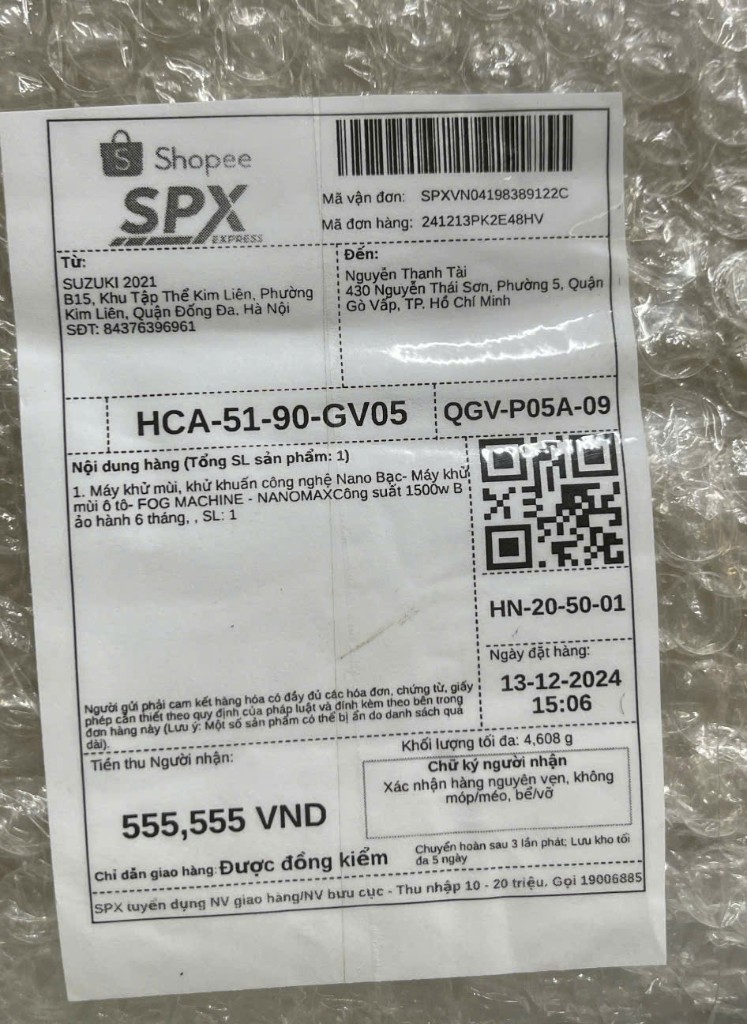 Shopee
SPX
EXPRESS
Mã vận đơn: SPXVN04198389122C
Mã đơn hàng: 241213PK2E48HV
Từ:
SUZUKI 2021
B15, Khu Tập Thể Kim Liên, Phường
Kim Liên, Quận Đống Đa. Hà Nội
SĐT: 84376396961
Đến:
Nguyên Thanh Tài
430 Nguyễn Thái Sơn, Phường 5, Quận
Gò Vấp, TP. Hồ Chí Minh
HCA-51-90-GV05
QGV-P05A-09
Nội dung hàng (Tổng SL sản phẩm: 1)
1. Máy khử mùi, khử khuẩn công nghệ Nano Bạc- Máy khử
mùi ô tô- FOG MACHINE - NANOMAXCông suất 1500w B
ảo hành 6 tháng, , SL: 1
HN-20-50-01
Ngày đặt hàng:
13-12-2024
15:06
Người gửi phải cam kết hàng hóa có đầy đủ các hóa đơn, chứng từ, giấy
phép cần thiết theo quy định của pháp luật và đính kèm theo bên trong
đơn hàng này (Lưu ý: Một số sản phẩm có thể bị ẩn do danh sách quá
dài).
Tiền thu Người nhận:
555,555 VND
Khối lượng tối đa: 4,608 g
Chữ ký người nhận
Xác nhận hàng nguyên vẹn, không
móp/méo, bể/vỡ
Chỉ dẫn giao hàng: Được đồng kiểm
Chuyển hoàn sau 3 lần phát; Lưu kho tối
đa 5 ngày
SPX tuyển dụng NV giao hàng/NV bưu cục - Thu nhập 10 - 20 triệu. Gọi 19006885